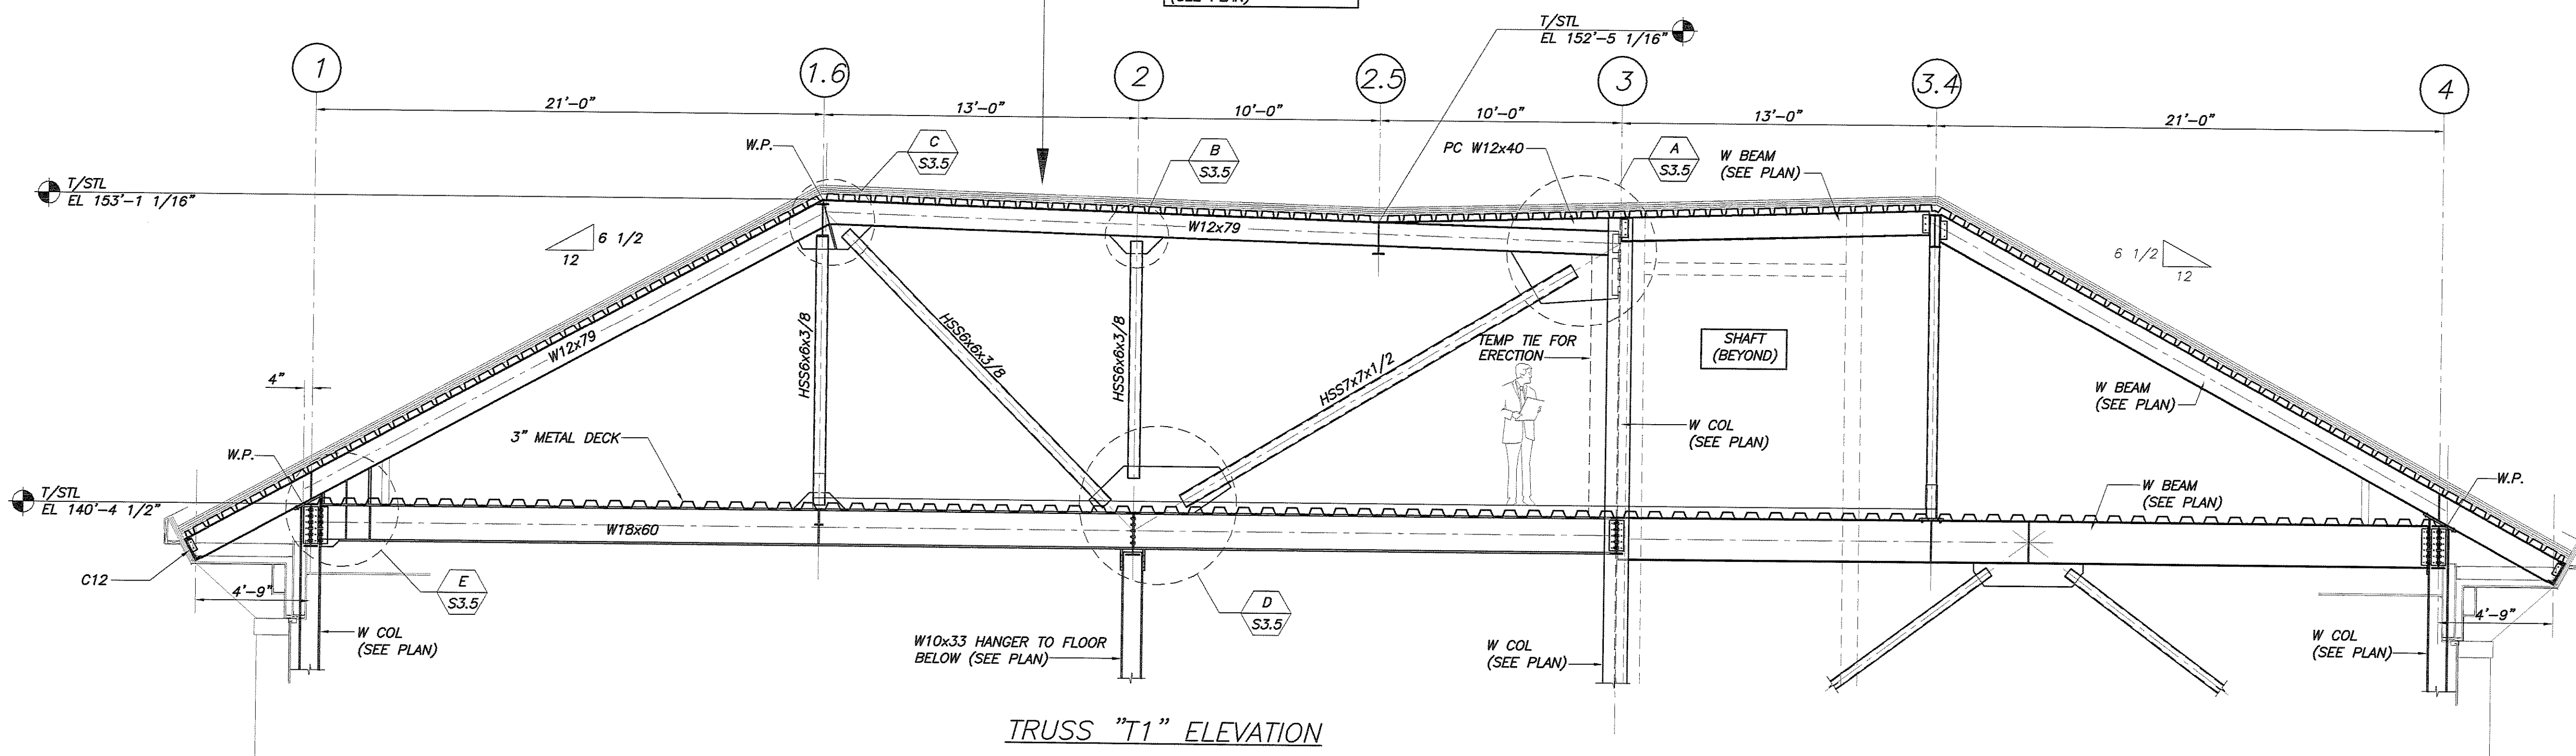 (SEE PLAN)
T/STL
EL 152'-5 1/16"
1
1.6
2
2.5
3
3.4
4
21'-0"
13'-0"
10'-0"
10'-0"
13'-0"
21'-0"
W.P.
C
S3.5
B
S3.5
PC W12x40
A
S3.5
W BEAM
(SEE PLAN)
T/STL
EL 153'-1 1/16"
6 1/2
12
W12x79
6 1/2
12
W12x79
HSS6x6x3/8
HSS6x6x3/8
HSS6x6x3/8
HSS7x7x1/2
TEMP TIE FOR
ERECTION
SHAFT
(BEYOND)
4"
W BEAM
(SEE PLAN)
3" METAL DECK
W COL
(SEE PLAN)
W.P.
W.P.
T/STL
EL 140'-4 1/2"
W BEAM
(SEE PLAN)
W18x60
C12
4'-9"
E
S3.5
D
S3.5
4'-9"
W COL
(SEE PLAN)
W10x33 HANGER TO FLOOR
BELOW (SEE PLAN)
W COL
(SEE PLAN)
W COL
(SEE PLAN)
TRUSS "T1" ELEVATION